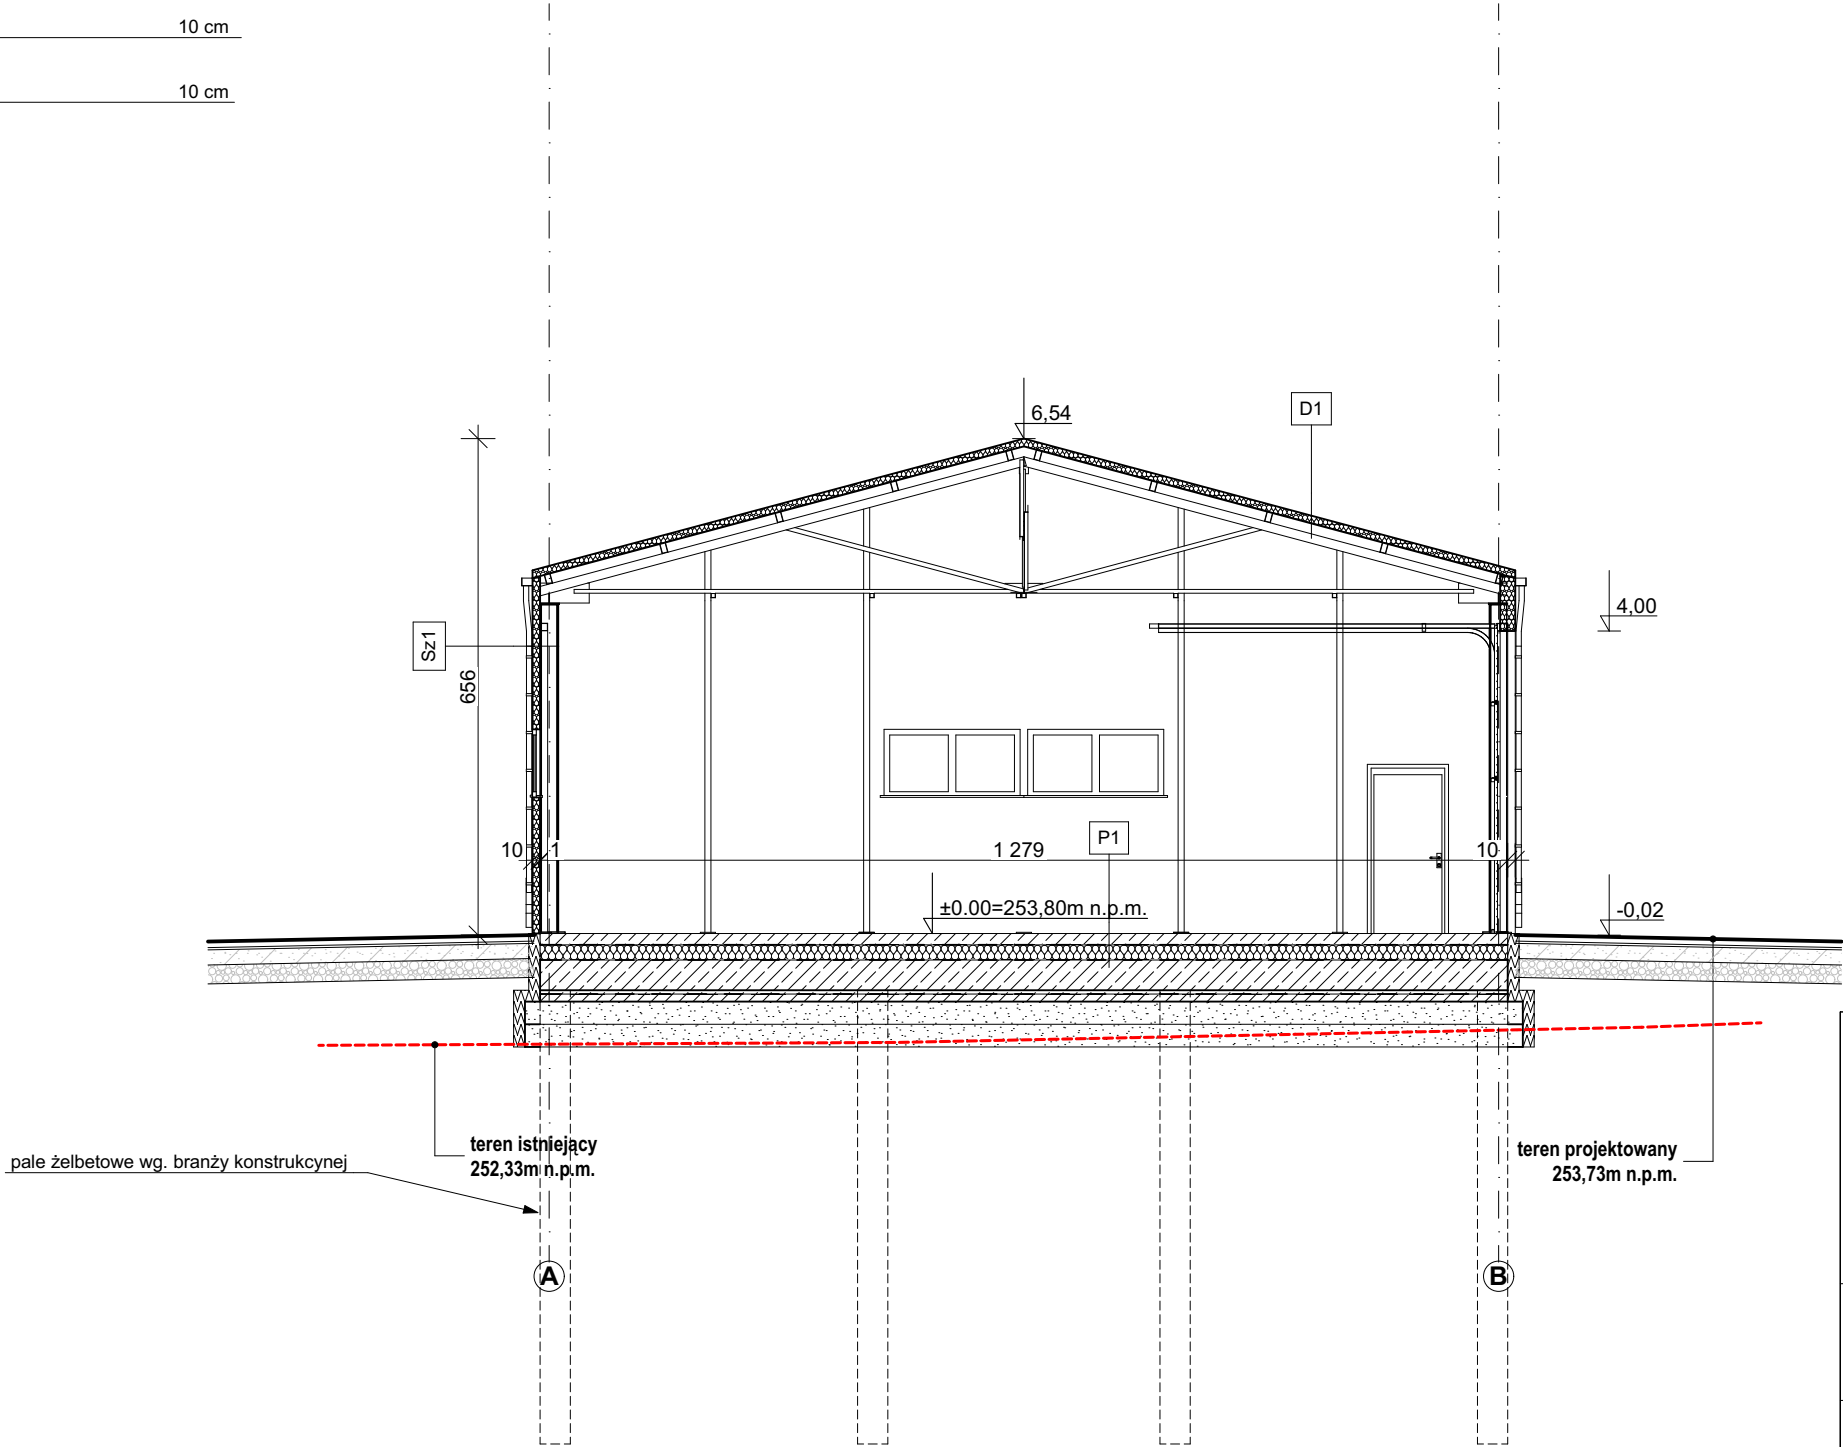 10 cm
10 cm
6,54
D1
4,00
Sz1
656
10
1
1 279
P1
10
±0.00=253,80m n.p.m.
-0,02
teren istniejący
252,33m n.p.m.
teren projektowany
253,73m n.p.m.
pale żelbetowe wg. branży konstrukcynej
A
B